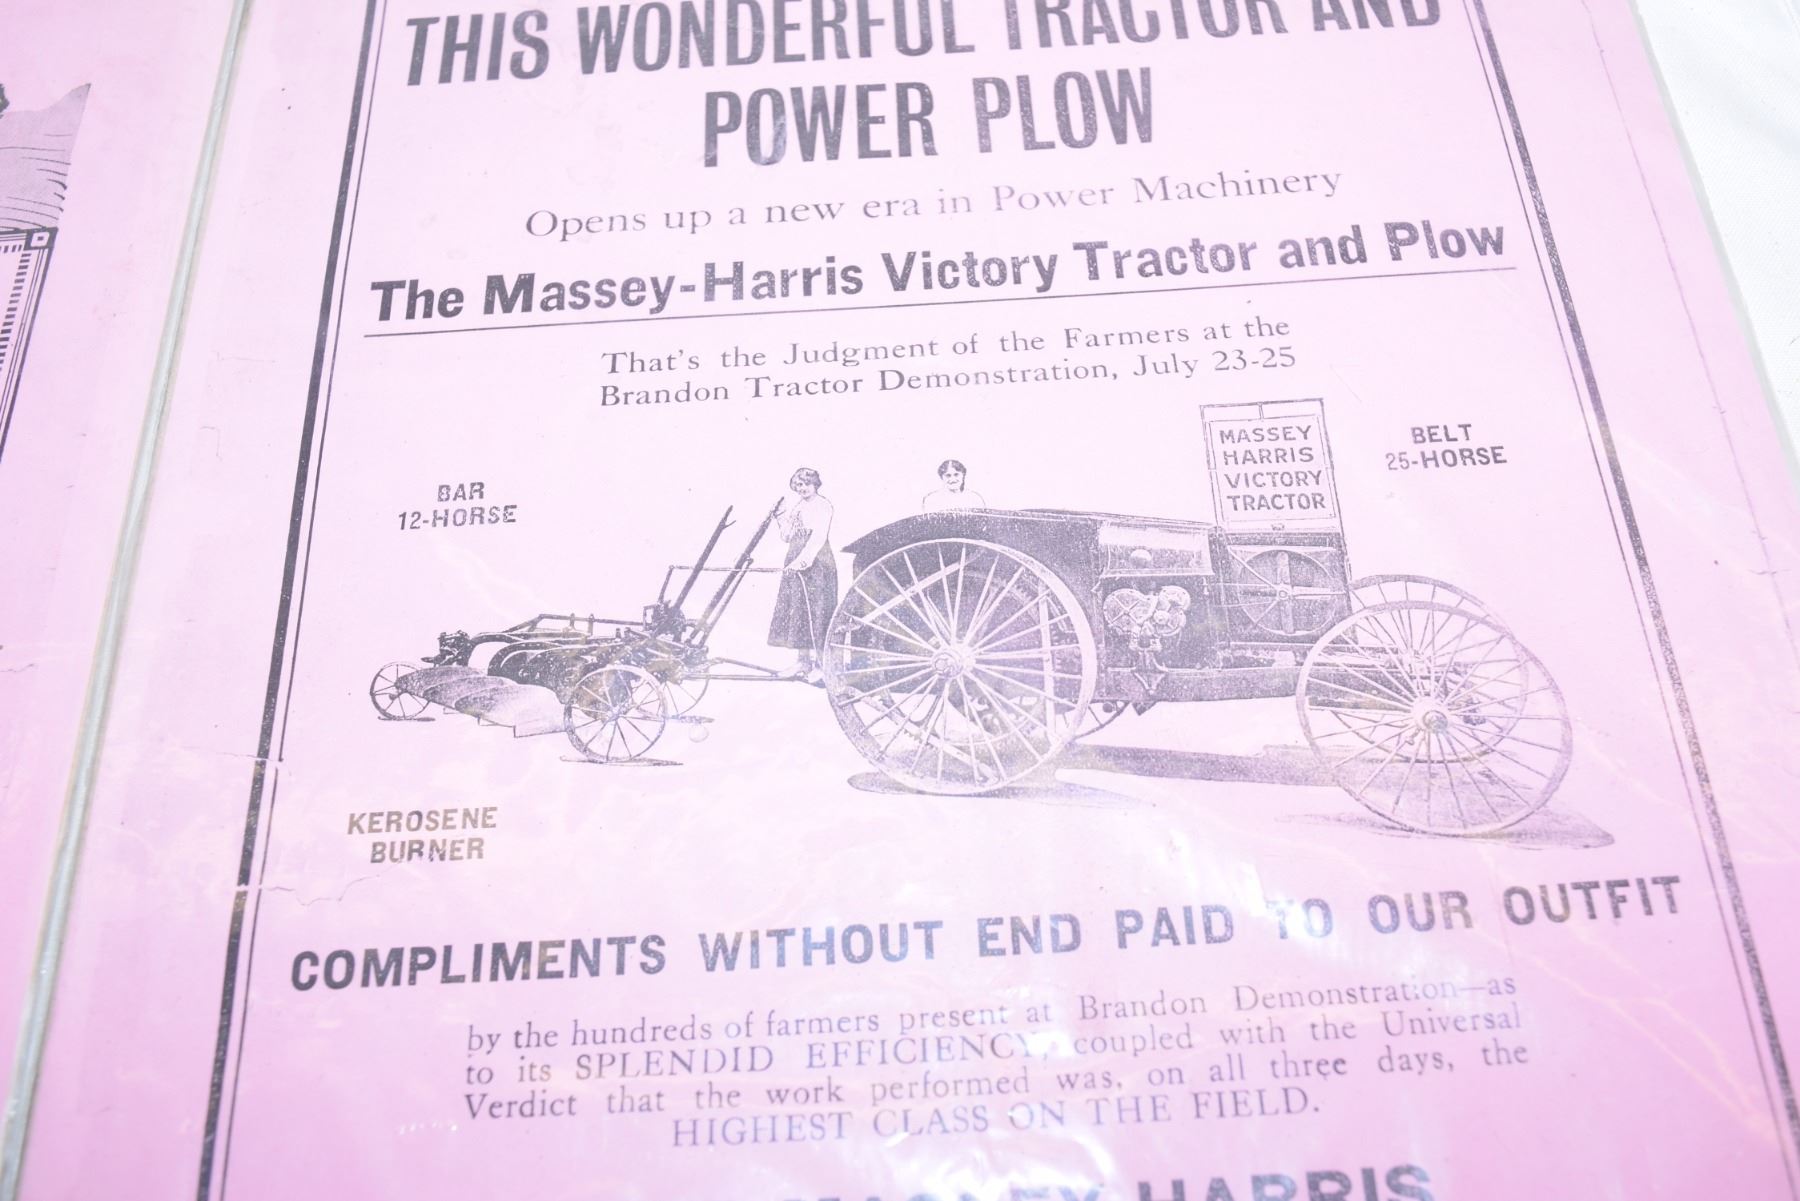 THIS WONDERFUL TRACTOR AND
POWER PLOW
Opens up a new era in Power Machinery
The Massey-Harris Victory Tractor and Plow
That's the Judgment of the Farmers at the
Brandon Tractor Demonstration, July 23-25
MASSEY
HARRIS
VICTORY
TRACTOR
BELT
25-HORSE
BAR
12-HORSE
KEROSENE
BURNER
COMPLIMENTS WITHOUT END PAID TO OUR OUTFIT
by the hundreds of farmers present at Brandon Demonstration—as
to its SPLENDID EFFICIENCY, coupled with the Universal
Verdict that the work performed was, on all three days, the
HIGHEST CLASS ON THE FIELD.
MASSEY HARRIS